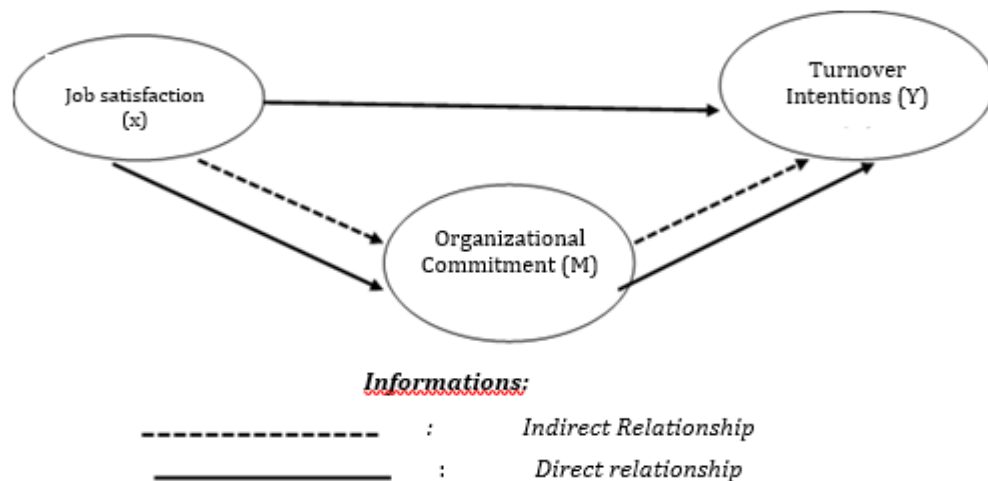 Job satisfaction
(x)
Turnover
Intentions (Y)
Organizational
Commitment (M)
Informations:
: Indirect Relationship
: Direct relationship